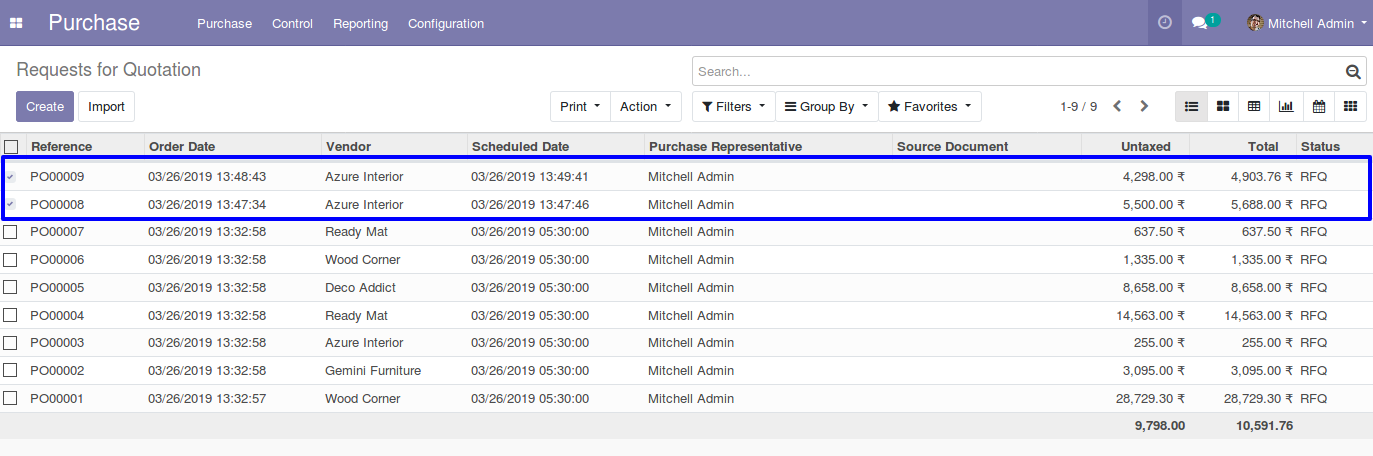 Purchase Purchase Control Reporting Configuration 1 Mitchell Admin
Requests for Quotation Search...
Create Import Print Action Filters Group By Favorites 1-9 / 9
Reference Order Date Vendor Scheduled Date Purchase Representative Source Document Untaxed Total Status
PO00009 03/26/2019 13:48:43 Azure Interior 03/26/2019 13:49:41 Mitchell Admin 4,298.00 ₹ 4,903.76 ₹ RFQ
PO00008 03/26/2019 13:47:34 Azure Interior 03/26/2019 13:47:46 Mitchell Admin 5,500.00 ₹ 5,688.00 ₹ RFQ
PO00007 03/26/2019 13:32:58 Ready Mat 03/26/2019 05:30:00 Mitchell Admin 637.50 ₹ 637.50 ₹ RFQ
PO00006 03/26/2019 13:32:58 Wood Corner 03/26/2019 05:30:00 Mitchell Admin 1,335.00 ₹ 1,335.00 ₹ RFQ
PO00005 03/26/2019 13:32:58 Deco Addict 03/26/2019 05:30:00 Mitchell Admin 8,658.00 ₹ 8,658.00 ₹ RFQ
PO00004 03/26/2019 13:32:58 Ready Mat 03/26/2019 05:30:00 Mitchell Admin 14,563.00 ₹ 14,563.00 ₹ RFQ
PO00003 03/26/2019 13:32:58 Azure Interior 03/26/2019 05:30:00 Mitchell Admin 255.00 ₹ 255.00 ₹ RFQ
PO00002 03/26/2019 13:32:58 Gemini Furniture 03/26/2019 05:30:00 Mitchell Admin 3,095.00 ₹ 3,095.00 ₹ RFQ
PO00001 03/26/2019 13:32:57 Wood Corner 03/26/2019 05:30:00 Mitchell Admin 28,729.30 ₹ 28,729.30 ₹ RFQ
9,798.00 10,591.76